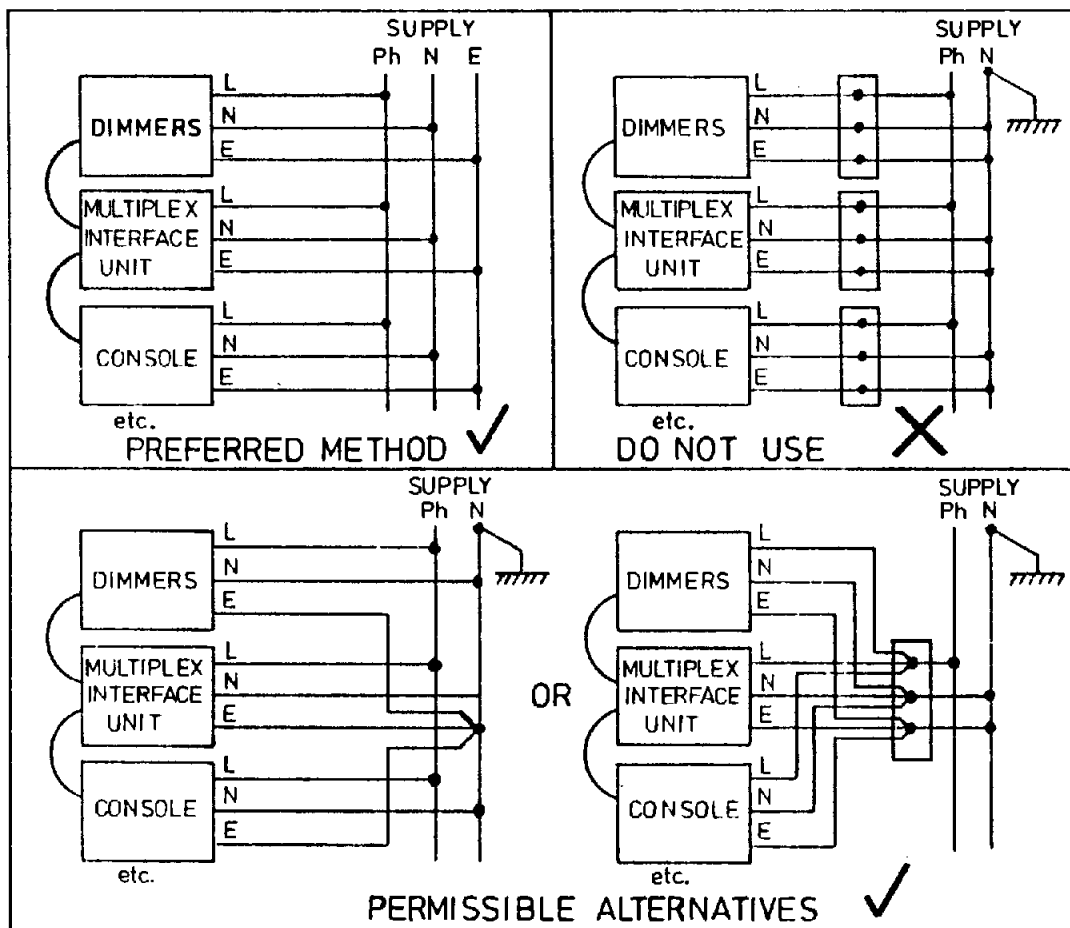 SUPPLY
Ph N E
L
DIMMERS
N
E
L
MULTIPLEX
INTERFACE
UNIT
N
E
L
CONSOLE
N
E
etc.
PREFERRED METHOD
SUPPLY
Ph N
L
DIMMERS
N
E
L
MULTIPLEX
INTERFACE
UNIT
N
E
L
CONSOLE
N
E
etc.
DO NOT USE
SUPPLY
Ph N
L
DIMMERS
N
E
L
MULTIPLEX
INTERFACE
UNIT
N
E
L
CONSOLE
N
E
etc.
OR
SUPPLY
Ph N
L
DIMMERS
N
E
L
MULTIPLEX
INTERFACE
UNIT
N
E
L
CONSOLE
N
E
etc.
PERMISSIBLE ALTERNATIVES